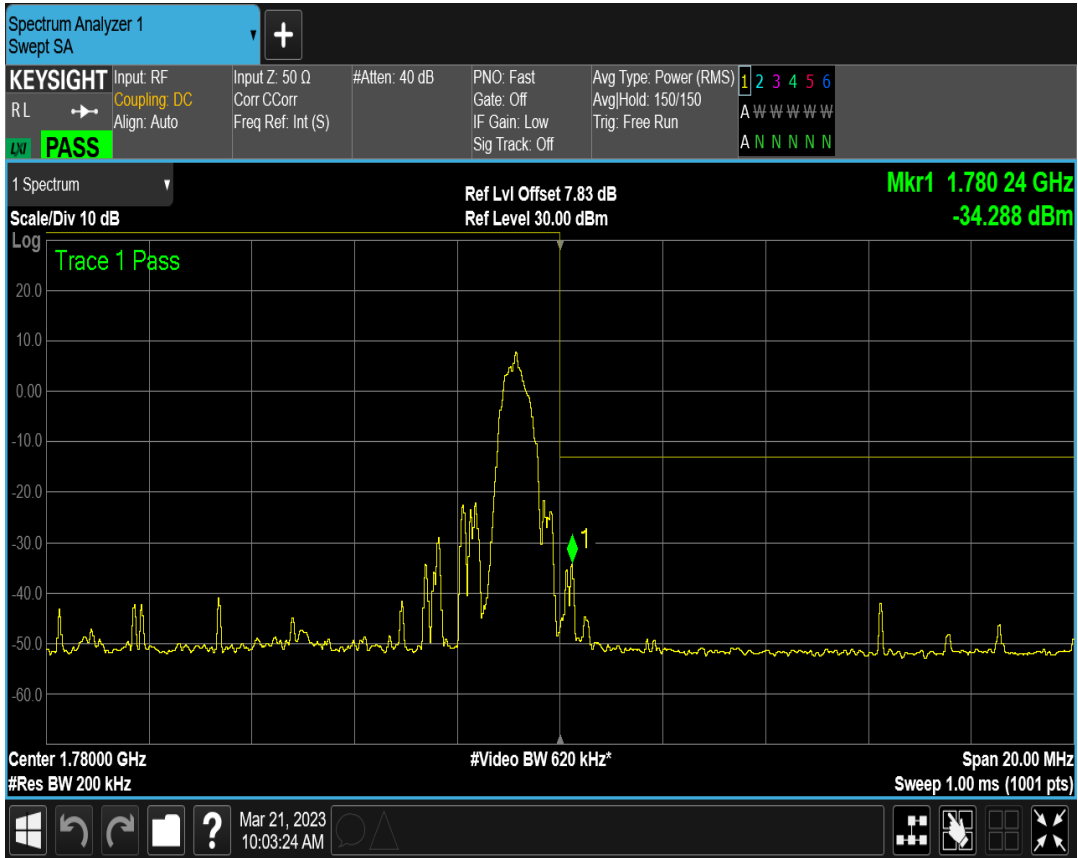 Spectrum Analyzer 1
Swept SA
+
KEYSIGHT
R L
LXI PASS
Input: RF
Coupling: DC
Align: Auto
Input Z: 50 Ω
Corr CCorr
Freq Ref: Int (S)
#Atten: 40 dB
PNO: Fast
Gate: Off
IF Gain: Low
Sig Track: Off
Avg Type: Power (RMS)
Avg|Hold: 150/150
Trig: Free Run
1 2 3 4 5 6
A W W W W W
A N N N N N
1 Spectrum
Scale/Div 10 dB
Ref Lvl Offset 7.83 dB
Ref Level 30.00 dBm
Mkr1 1.780 24 GHz
-34.288 dBm
Log
Trace 1 Pass
20.0
10.0
0.00
-10.0
-20.0
-30.0
-40.0
-50.0
-60.0
1
Center 1.78000 GHz
#Res BW 200 kHz
#Video BW 620 kHz*
Span 20.00 MHz
Sweep 1.00 ms (1001 pts)
?
Mar 21, 2023
10:03:24 AM